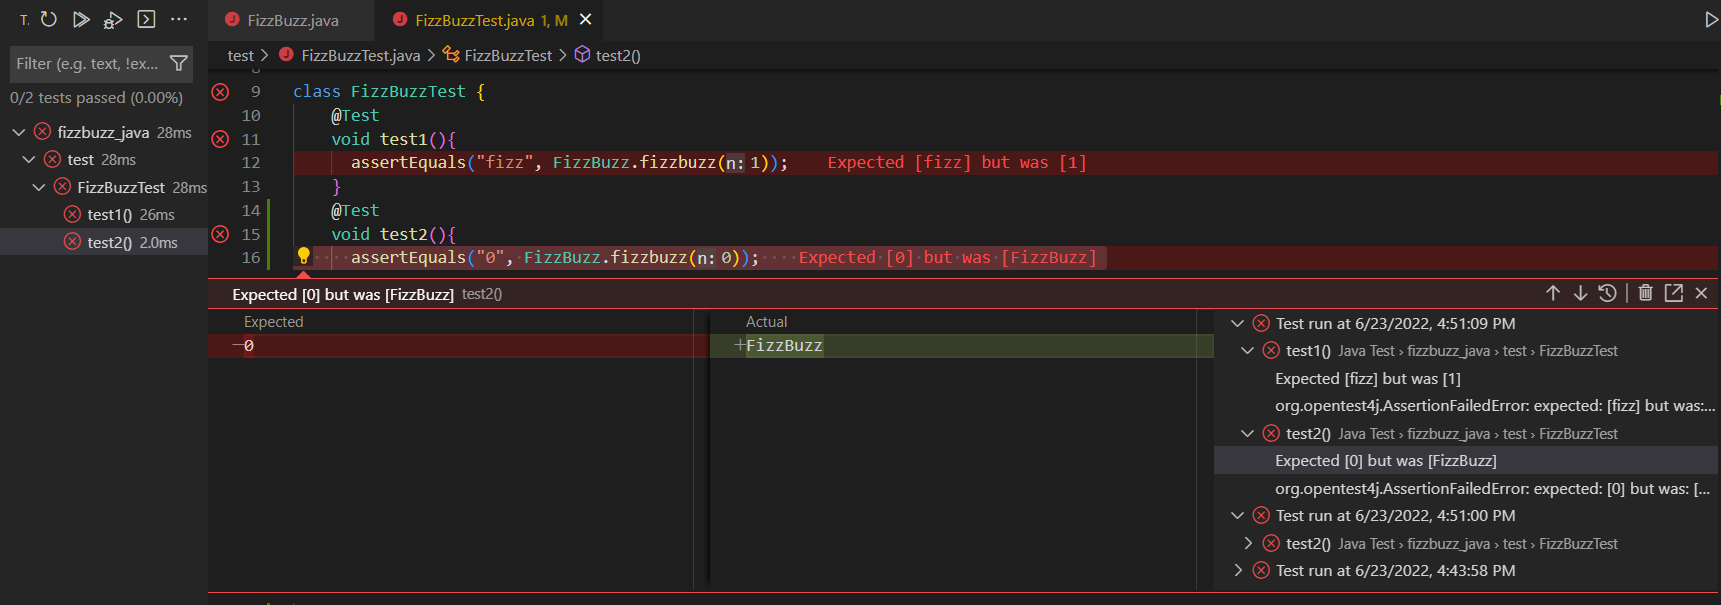 T.
FizzBuzz.java
FizzBuzzTest.java 1, M
Filter (e.g. text, !ex...
0/2 tests passed (0.00%)
fizzbuzz_java 28ms
test 28ms
FizzBuzzTest 28ms
test1() 26ms
test2() 2.0ms
test > FizzBuzzTest.java > FizzBuzzTest > test2()
8
9 class FizzBuzzTest {
10 @Test
11 void test1(){
12 assertEquals("fizz", FizzBuzz.fizzbuzz(n: 1)); Expected [fizz] but was [1]
13 }
14 @Test
15 void test2(){
16 assertEquals("0", FizzBuzz.fizzbuzz(n: 0)); Expected [0] but was [FizzBuzz]
Expected [0] but was [FizzBuzz] test2()
Expected
—0
Actual
+FizzBuzz
Test run at 6/23/2022, 4:51:09 PM
test1() Java Test › fizzbuzz_java › test › FizzBuzzTest
Expected [fizz] but was [1]
org.opentest4j.AssertionFailedError: expected: [fizz] but was:...
test2() Java Test › fizzbuzz_java › test › FizzBuzzTest
Expected [0] but was [FizzBuzz]
org.opentest4j.AssertionFailedError: expected: [0] but was: [...
Test run at 6/23/2022, 4:51:00 PM
test2() Java Test › fizzbuzz_java › test › FizzBuzzTest
Test run at 6/23/2022, 4:43:58 PM